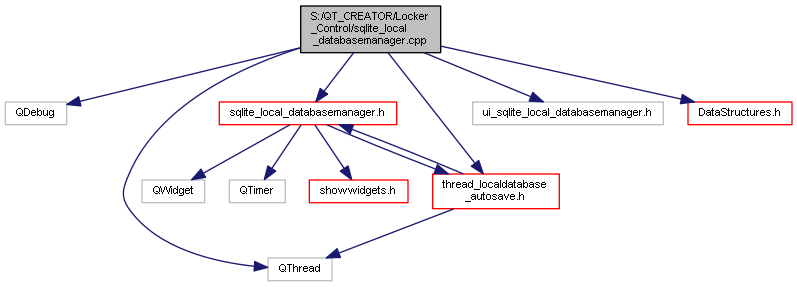 S:/QT_CREATOR/Locker
_Control/sqlite_local
_databasemanager.cpp
QDebug
sqlite_local_databasemanager.h
ui_sqlite_local_databasemanager.h
DataStructures.h
QWidget
QTimer
showwidgets.h
thread_localdatabase
_autosave.h
QThread